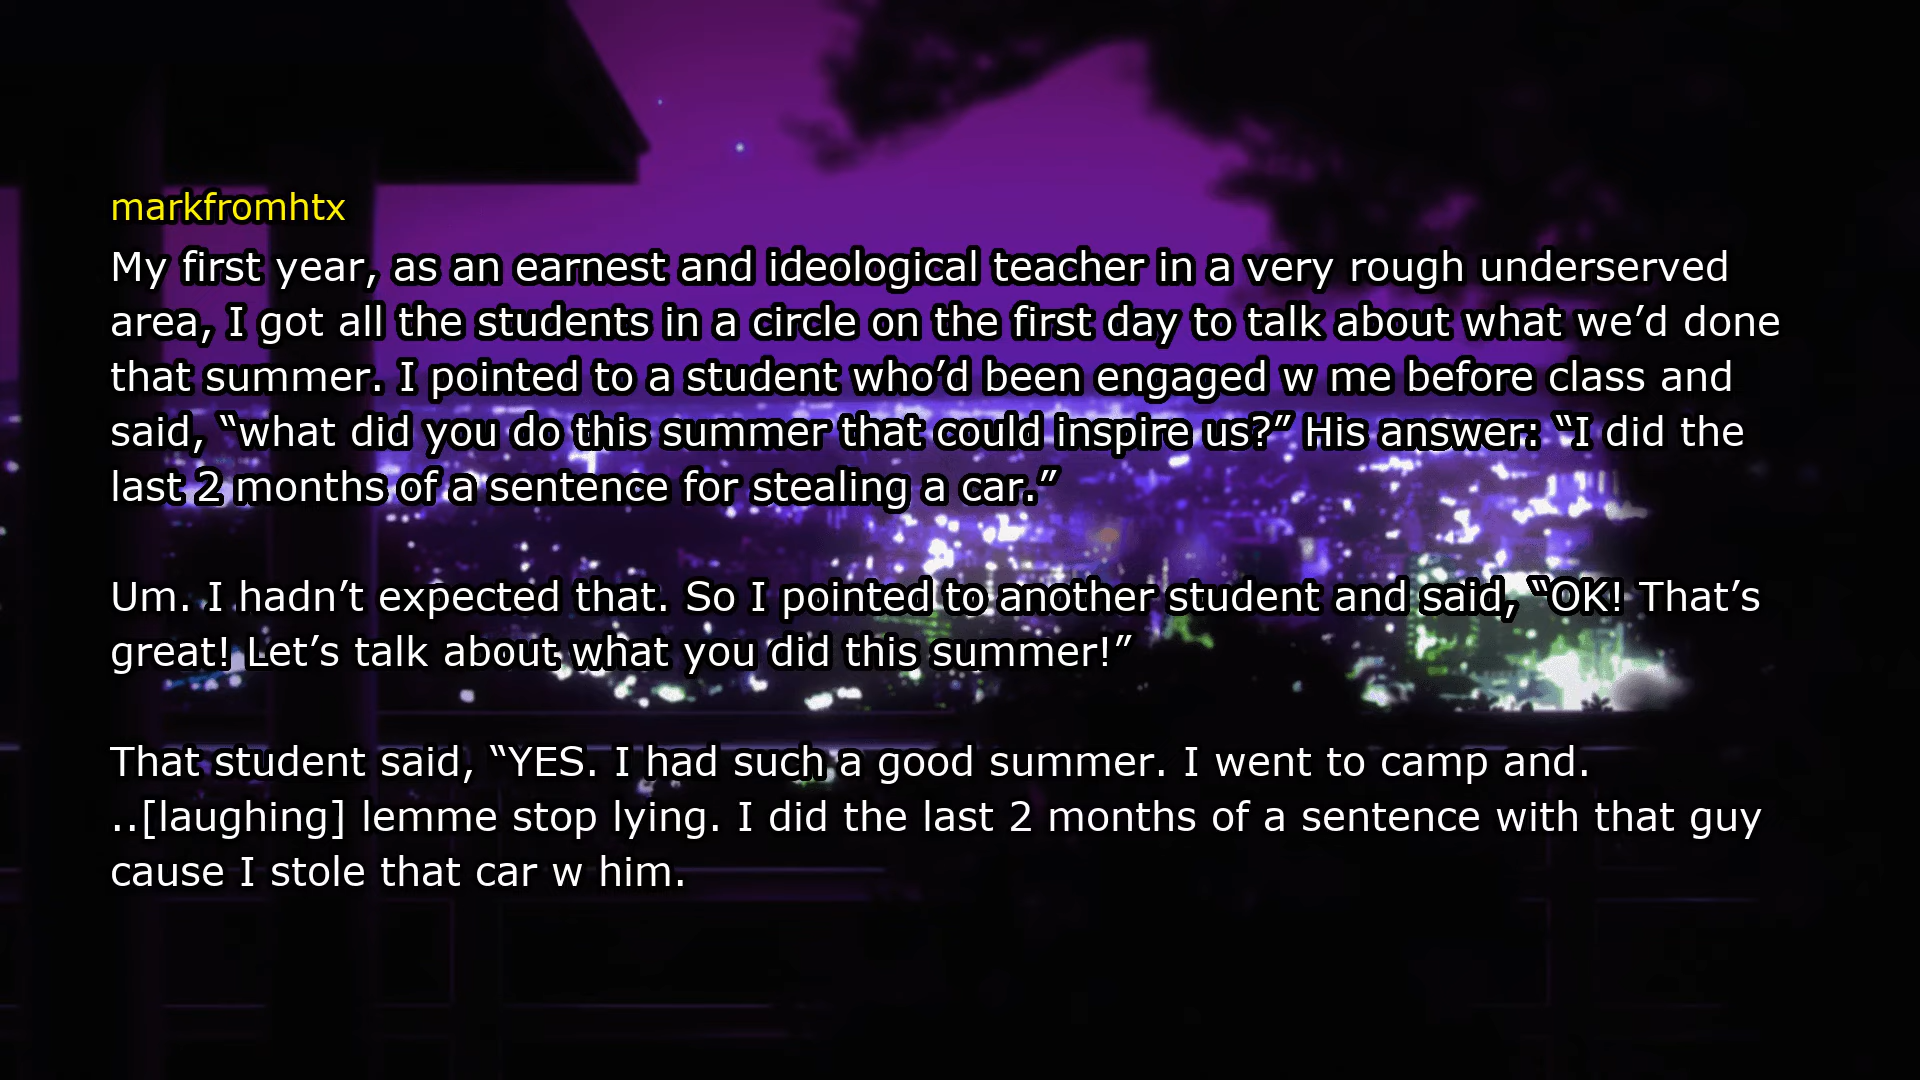 markfromhtx
My first year, as an earnest and ideological teacher in a very rough underserved
area, I got all the students in a circle on the first day to talk about what we’d done
that summer. I pointed to a student who’d been engaged w me before class and
said, “what did you do this summer that could inspire us?” His answer: “I did the
last 2 months of a sentence for stealing a car.”
Um. I hadn’t expected that. So I pointed to another student and said, “OK! That’s
great! Let’s talk about what you did this summer!”
That student said, “YES. I had such a good summer. I went to camp and.
..[laughing] lemme stop lying. I did the last 2 months of a sentence with that guy
cause I stole that car w him.